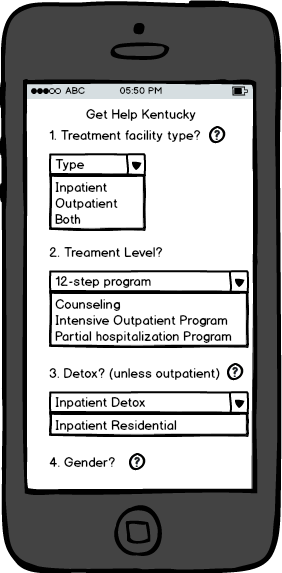 ABC 05:50 PM
Get Help Kentucky
1. Treatment facility type? ?
Type
Inpatient
Outpatient
Both
2. Treament Level?
12-step program
Counseling
Intensive Outpatient Program
Partial hospitalization Program
3. Detox? (unless outpatient) ?
Inpatient Detox
Inpatient Residential
4. Gender? ?